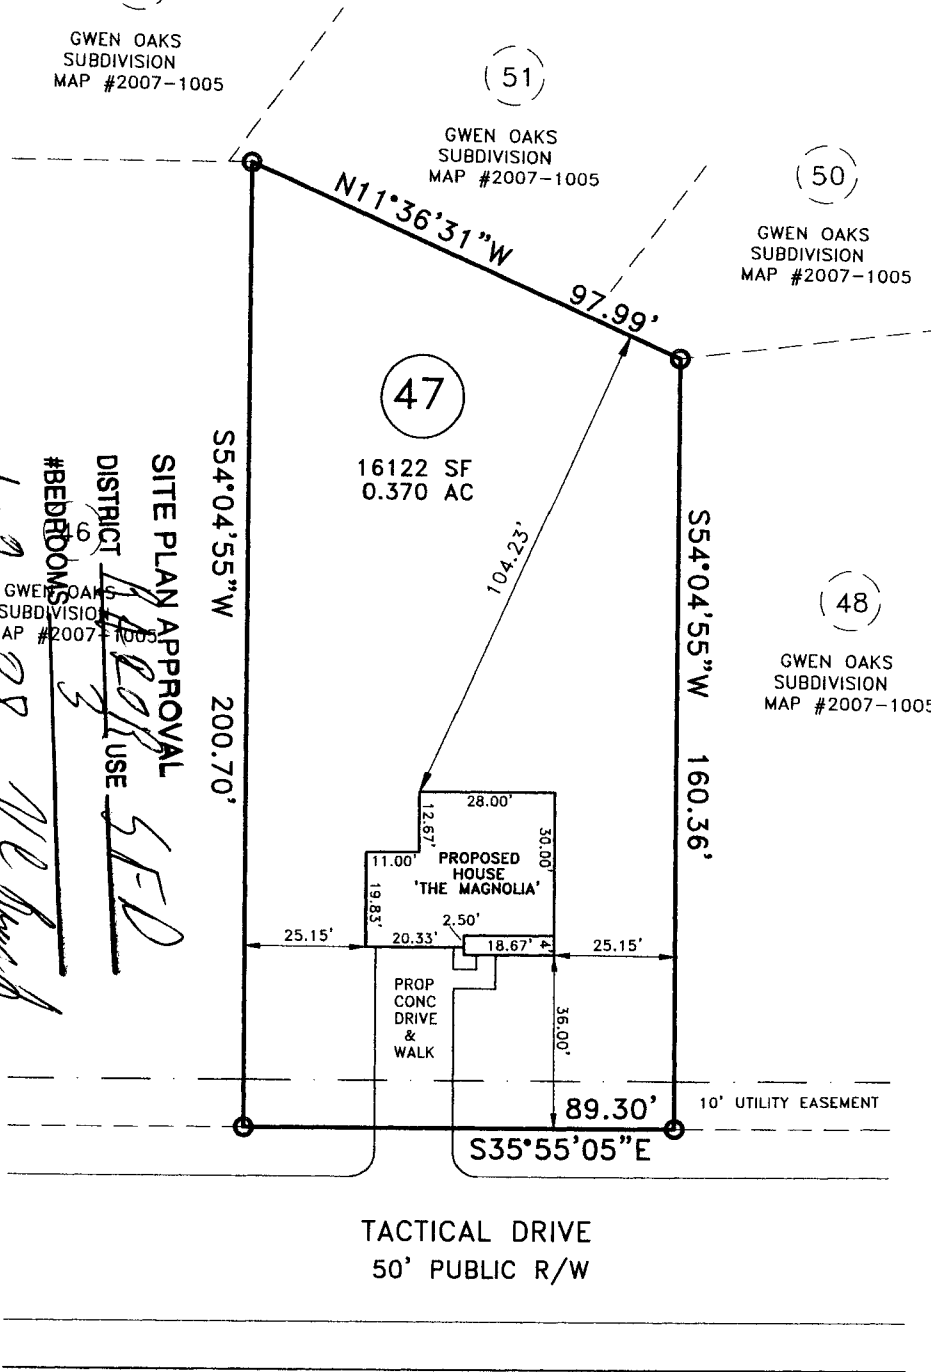 GWEN OAKS
SUBDIVISION
MAP #2007-1005
51
GWEN OAKS
SUBDIVISION
MAP #2007-1005
50
GWEN OAKS
SUBDIVISION
MAP #2007-1005
N11°36'31"W
97.99'
47
16122 SF
0.370 AC
104.23'
S54°04'55"W 200.70'
S54°04'55"W 160.36'
SITE PLAN APPROVAL
DISTRICT USE SFD
#BEDROOMS 3
46
GWEN OAKS
SUBDIVISION
AP #2007-1005
48
GWEN OAKS
SUBDIVISION
MAP #2007-1005
28.00'
12.67'
30.00'
11.00'
PROPOSED
HOUSE
'THE MAGNOLIA'
19.83'
2.50'
25.15'
20.33'
18.67'
4'
25.15'
PROP
CONC
DRIVE
&
WALK
36.00'
89.30'
10' UTILITY EASEMENT
S35°55'05"E
TACTICAL DRIVE
50' PUBLIC R/W